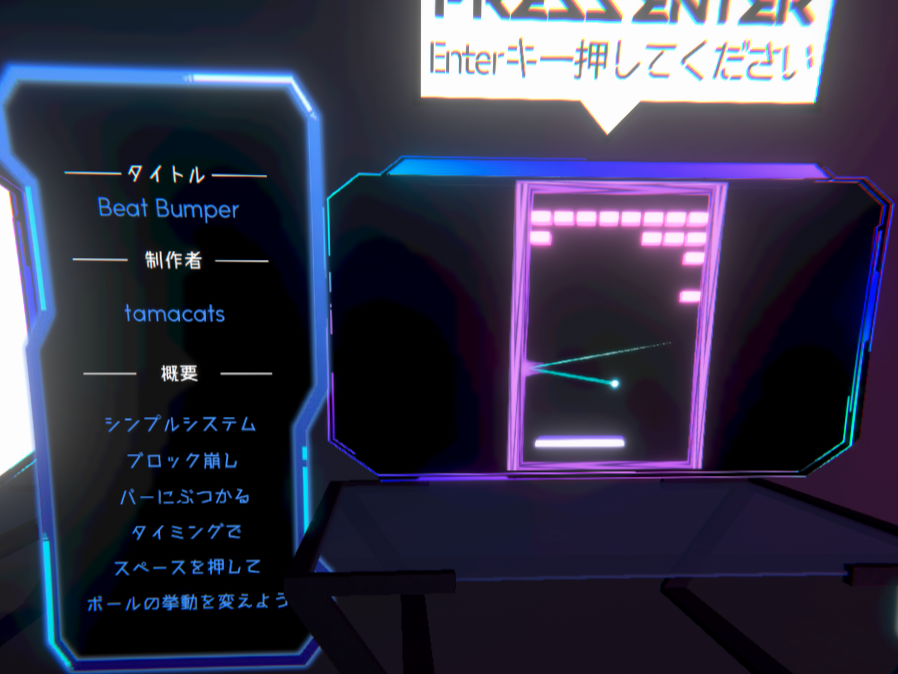 PRESS ENTER
Enterキー押してください
タイトル
Beat Bumper
制作者
tamacats
概要
シンプルシステム
ブロック崩し
バーにぶつかる
タイミングで
スペースを押して
ボールの挙動を変えよう